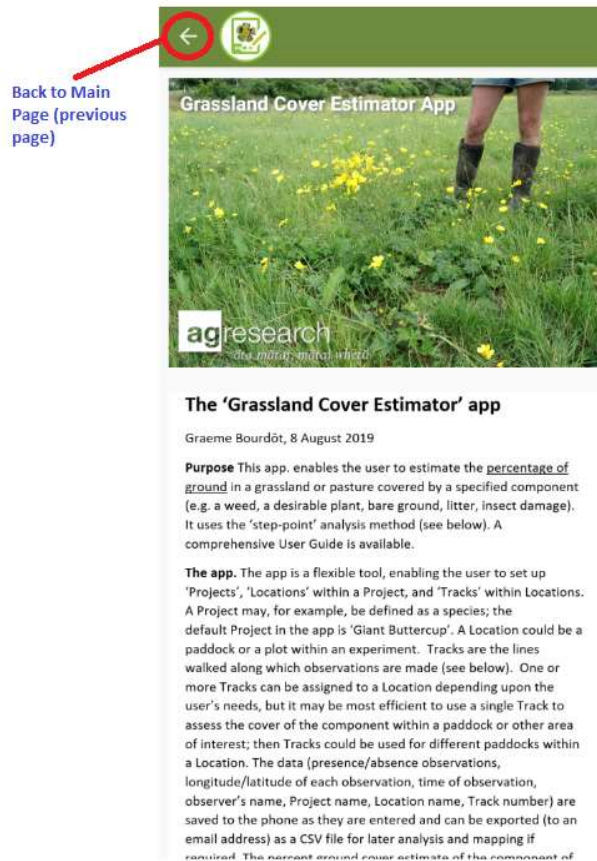 Back to Main
Page (previous
page)
Grassland Cover Estimator App
agresearch
āta mātai, mātai whetū
The ‘Grassland Cover Estimator’ app
Graeme Bourdôt, 8 August 2019
Purpose This app. enables the user to estimate the percentage of
ground in a grassland or pasture covered by a specified component
(e.g. a weed, a desirable plant, bare ground, litter, insect damage).
It uses the ‘step-point’ analysis method (see below). A
comprehensive User Guide is available.
The app. The app is a flexible tool, enabling the user to set up
‘Projects’, ‘Locations’ within a Project, and ‘Tracks’ within Locations.
A Project may, for example, be defined as a species; the
default Project in the app is ‘Giant Buttercup’. A Location could be a
paddock or a plot within an experiment. Tracks are the lines
walked along which observations are made (see below). One or
more Tracks can be assigned to a Location depending upon the
user’s needs, but it may be most efficient to use a single Track to
assess the cover of the component within a paddock or other area
of interest; then Tracks could be used for different paddocks within
a Location. The data (presence/absence observations,
longitude/latitude of each observation, time of observation,
observer’s name, Project name, Location name, Track number) are
saved to the phone as they are entered and can be exported (to an
email address) as a CSV file for later analysis and mapping if
required. The percent ground cover estimate of the component of